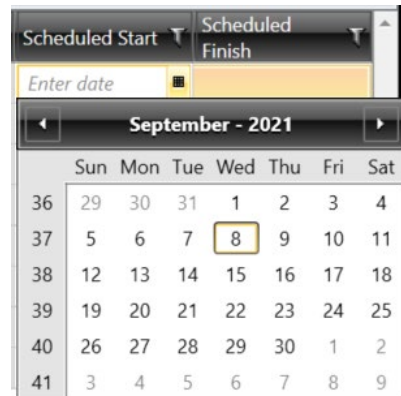 Scheduled Start Scheduled Finish
Enter date
September - 2021
Sun Mon Tue Wed Thu Fri Sat
36 29 30 31 1 2 3 4
37 5 6 7 8 9 10 11
38 12 13 14 15 16 17 18
39 19 20 21 22 23 24 25
40 26 27 28 29 30 1 2
41 3 4 5 6 7 8 9